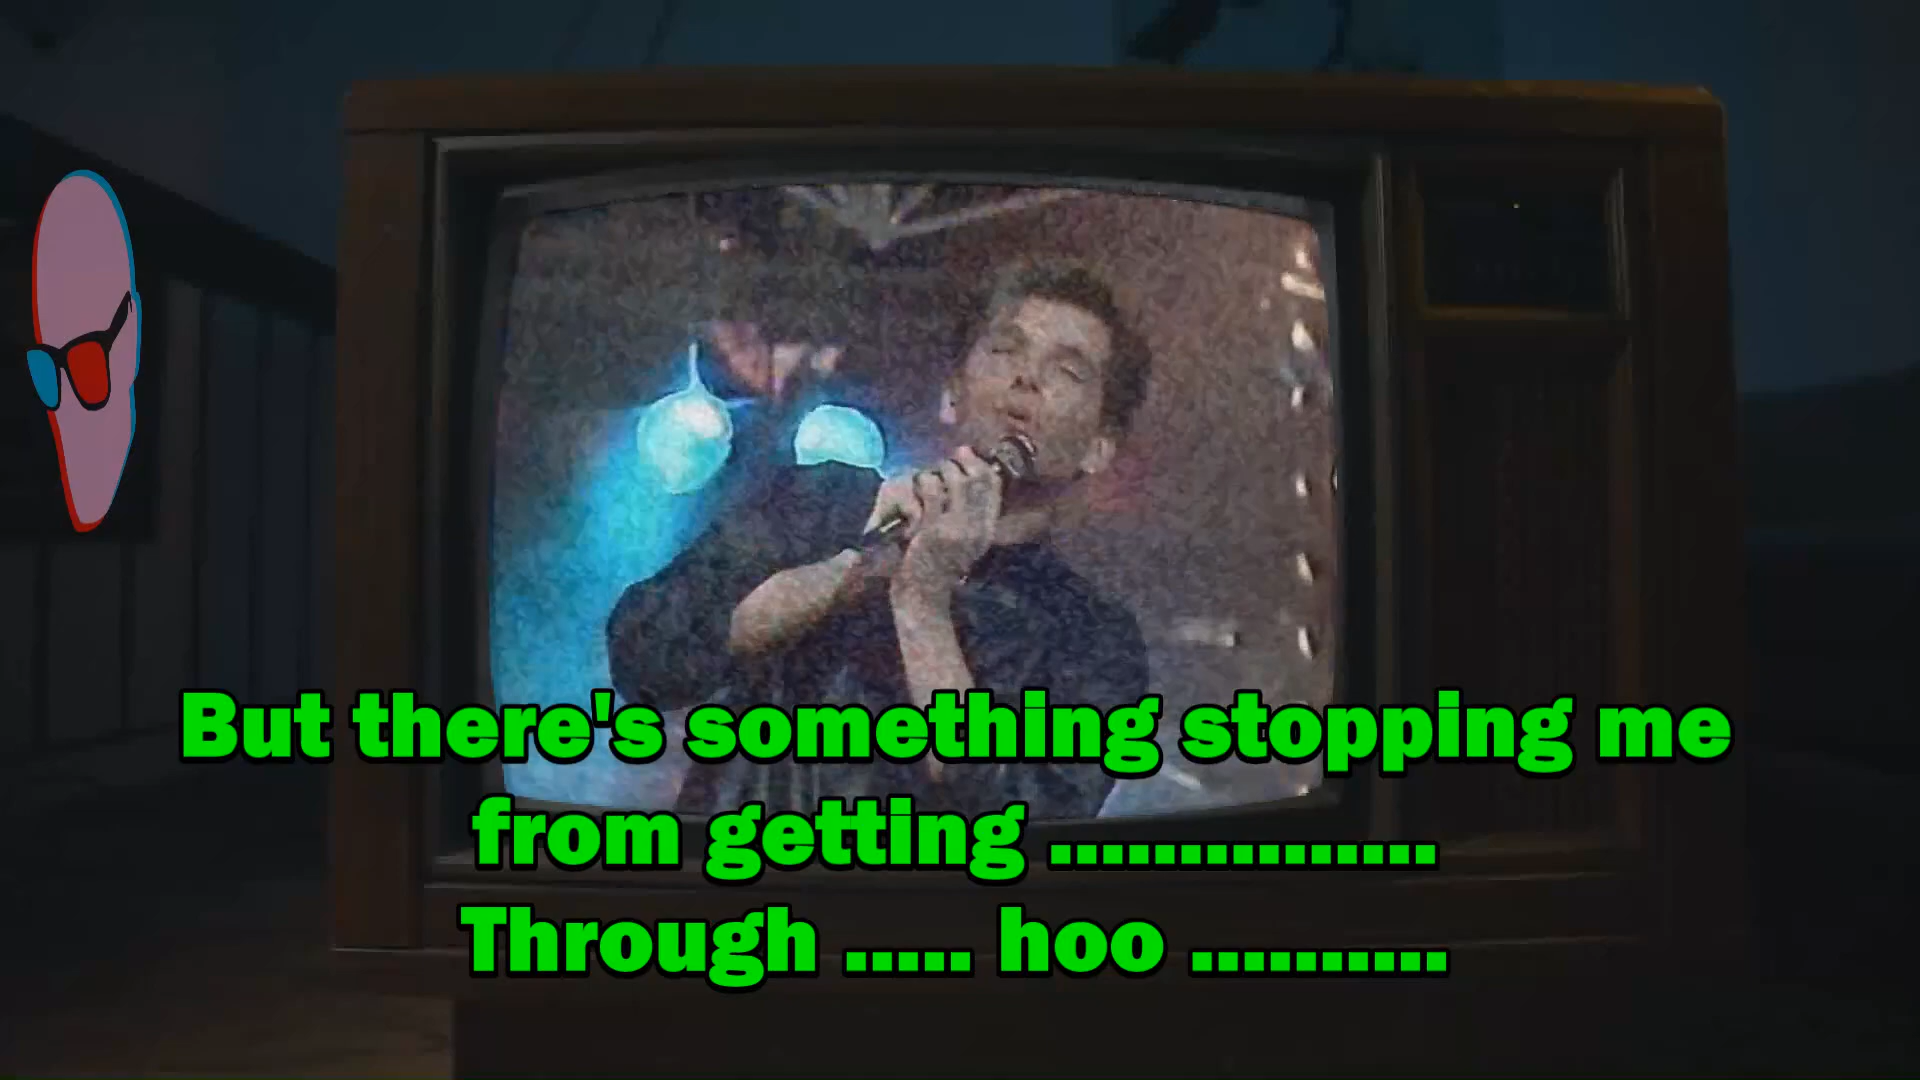 But there's something stopping me
from getting ...............
Through ..... hoo ..........